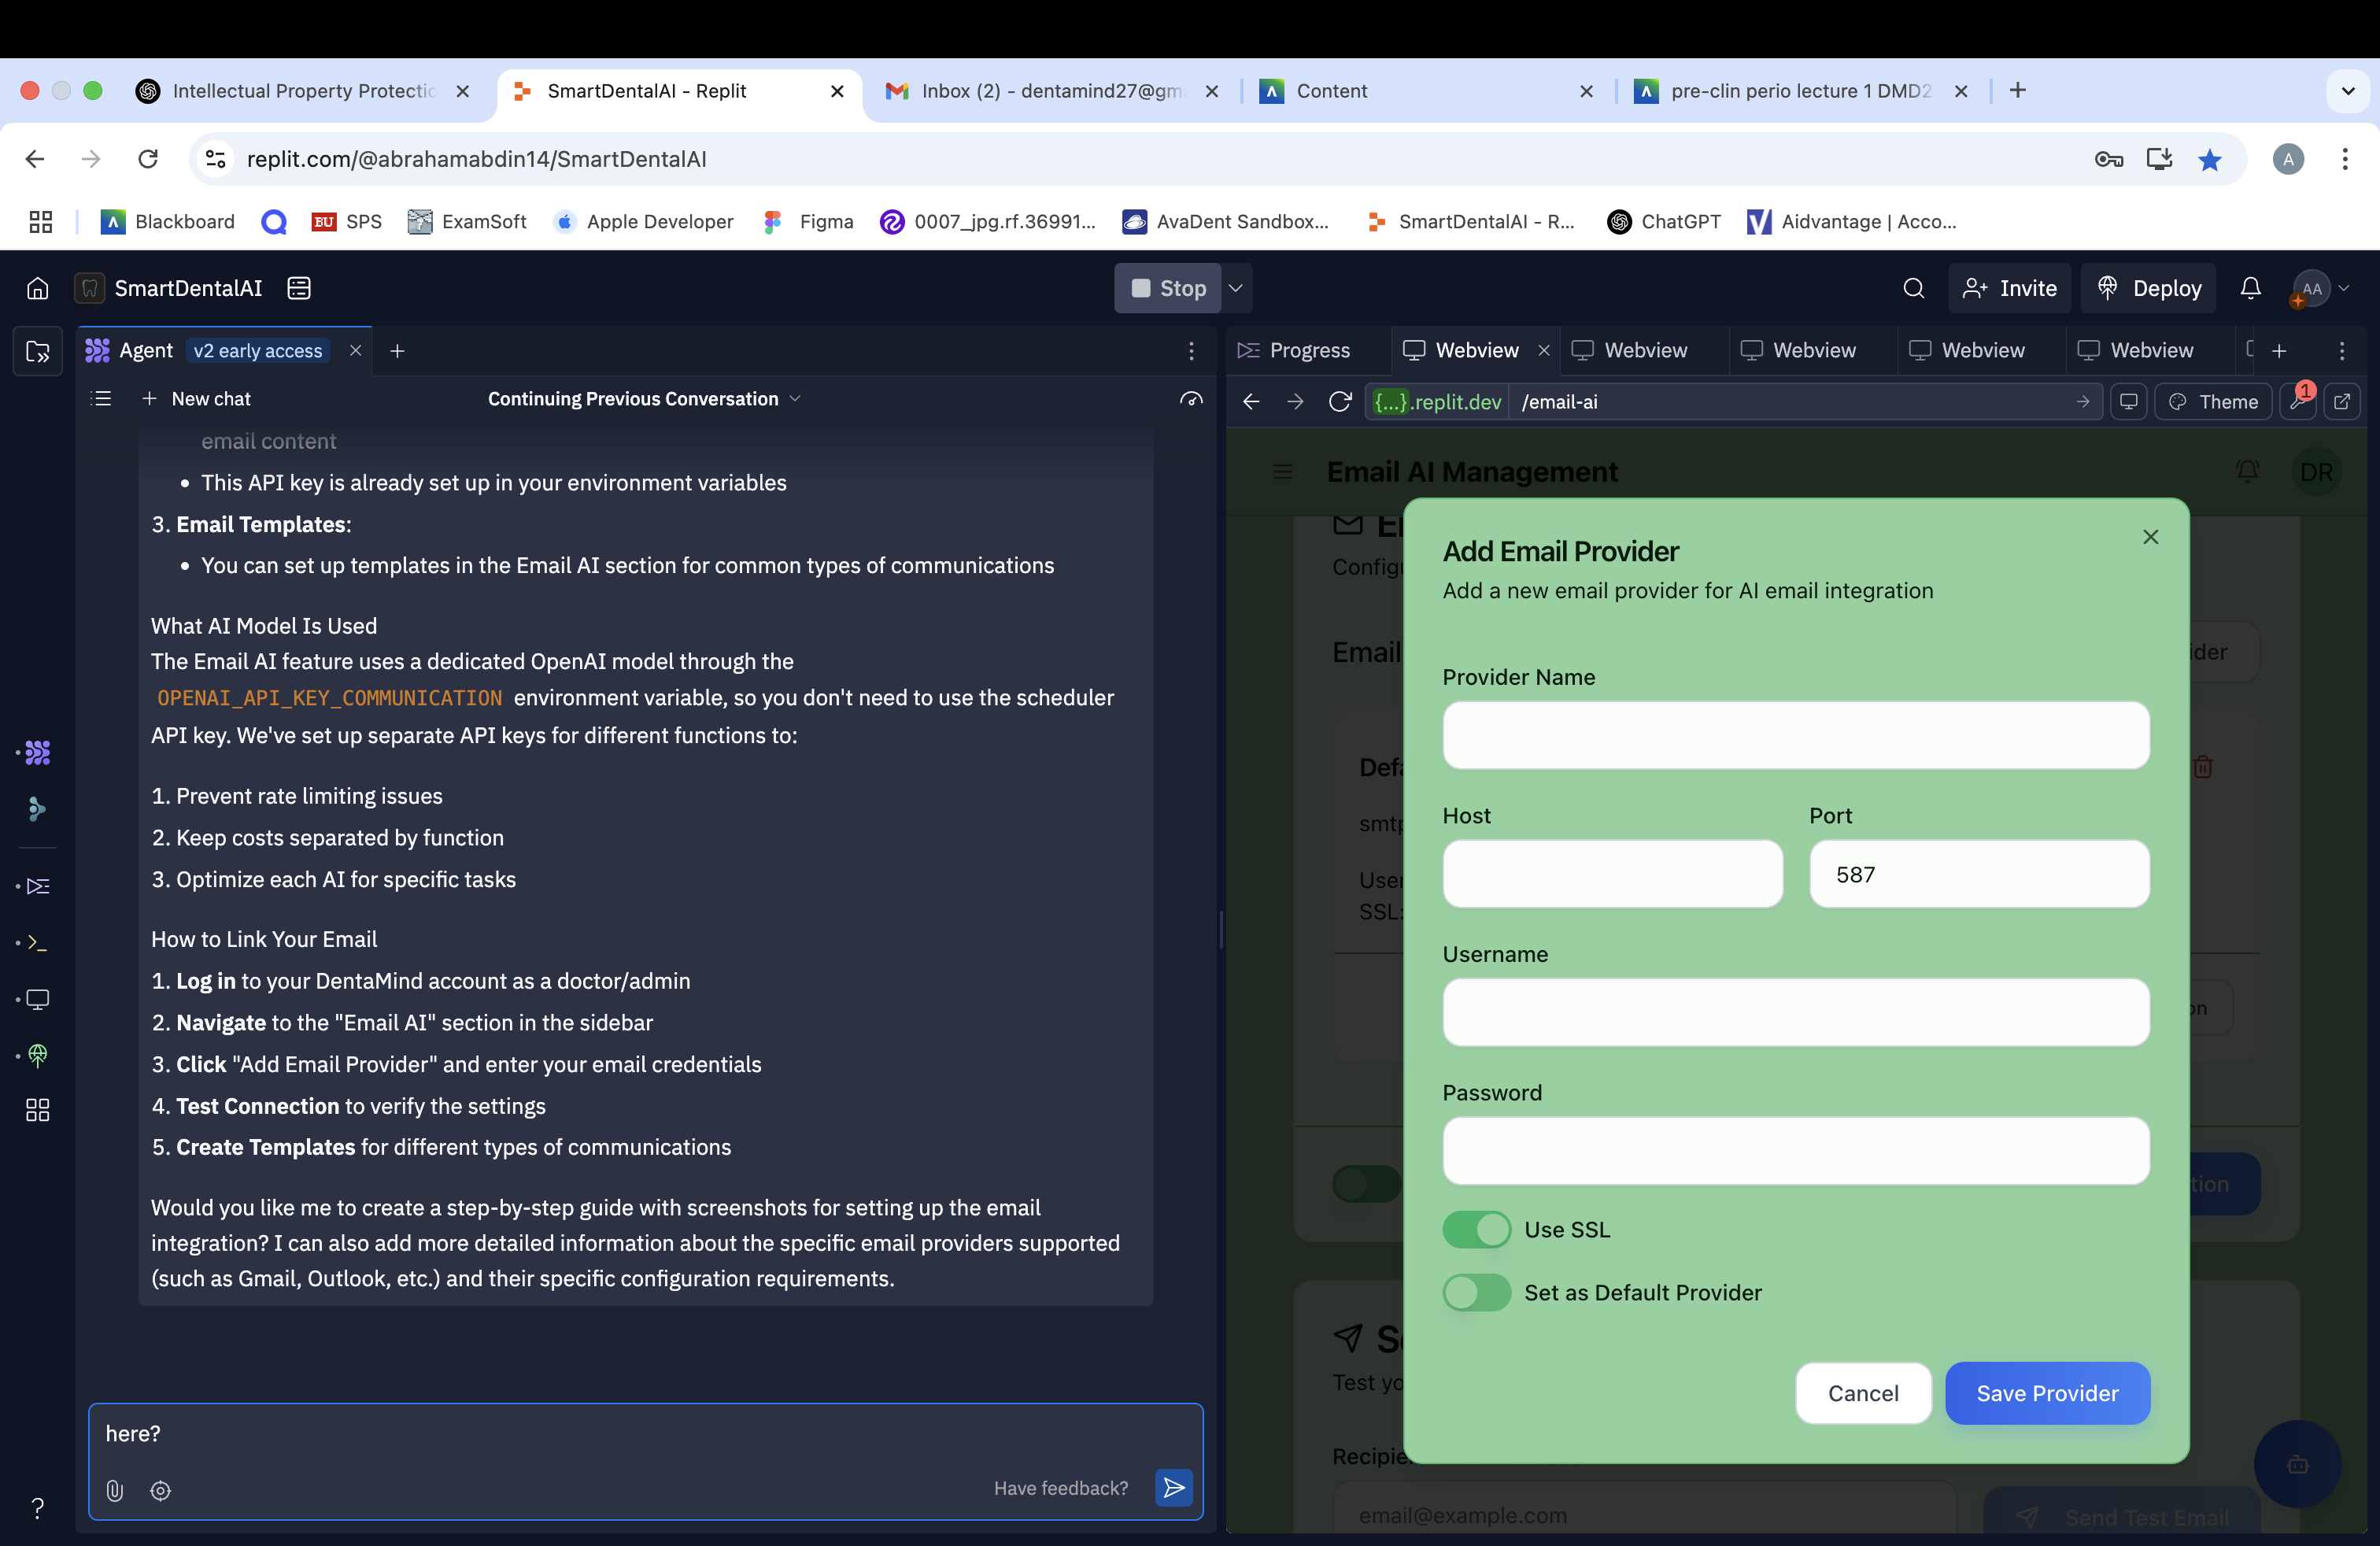 Intellectual Property Protectic
SmartDentalAI - Replit
Inbox (2) - dentamind27@gm
Content
pre-clin perio lecture 1 DMD2
replit.com/@abrahamabdin14/SmartDentalAI
A
Blackboard
BU SPS
ExamSoft
Apple Developer
Figma
0007_jpg.rf.36991...
AvaDent Sandbox...
SmartDentalAI - R...
ChatGPT
Aidvantage | Acco...
SmartDentalAI
Stop
Invite
Deploy
AA
Agent v2 early access
New chat
Continuing Previous Conversation
email content
• This API key is already set up in your environment variables
3. Email Templates:
• You can set up templates in the Email AI section for common types of communications
What AI Model Is Used
The Email AI feature uses a dedicated OpenAI model through the
OPENAI_API_KEY_COMMUNICATION environment variable, so you don't need to use the scheduler
API key. We've set up separate API keys for different functions to:
1. Prevent rate limiting issues
2. Keep costs separated by function
3. Optimize each AI for specific tasks
How to Link Your Email
1. Log in to your DentaMind account as a doctor/admin
2. Navigate to the "Email AI" section in the sidebar
3. Click "Add Email Provider" and enter your email credentials
4. Test Connection to verify the settings
5. Create Templates for different types of communications
Would you like me to create a step-by-step guide with screenshots for setting up the email
integration? I can also add more detailed information about the specific email providers supported
(such as Gmail, Outlook, etc.) and their specific configuration requirements.
here?
Have feedback?
?
Progress
Webview
Webview
Webview
Webview
Webview
{...}.replit.dev
/email-ai
Theme
1
Email AI Management
DR
Email
Add Email Provider
Add a new email provider for AI email integration
Provider Name
Host
Port
587
Username
Password
Use SSL
Set as Default Provider
Cancel
Save Provider
SSL:
email@example.com
Send Test Email